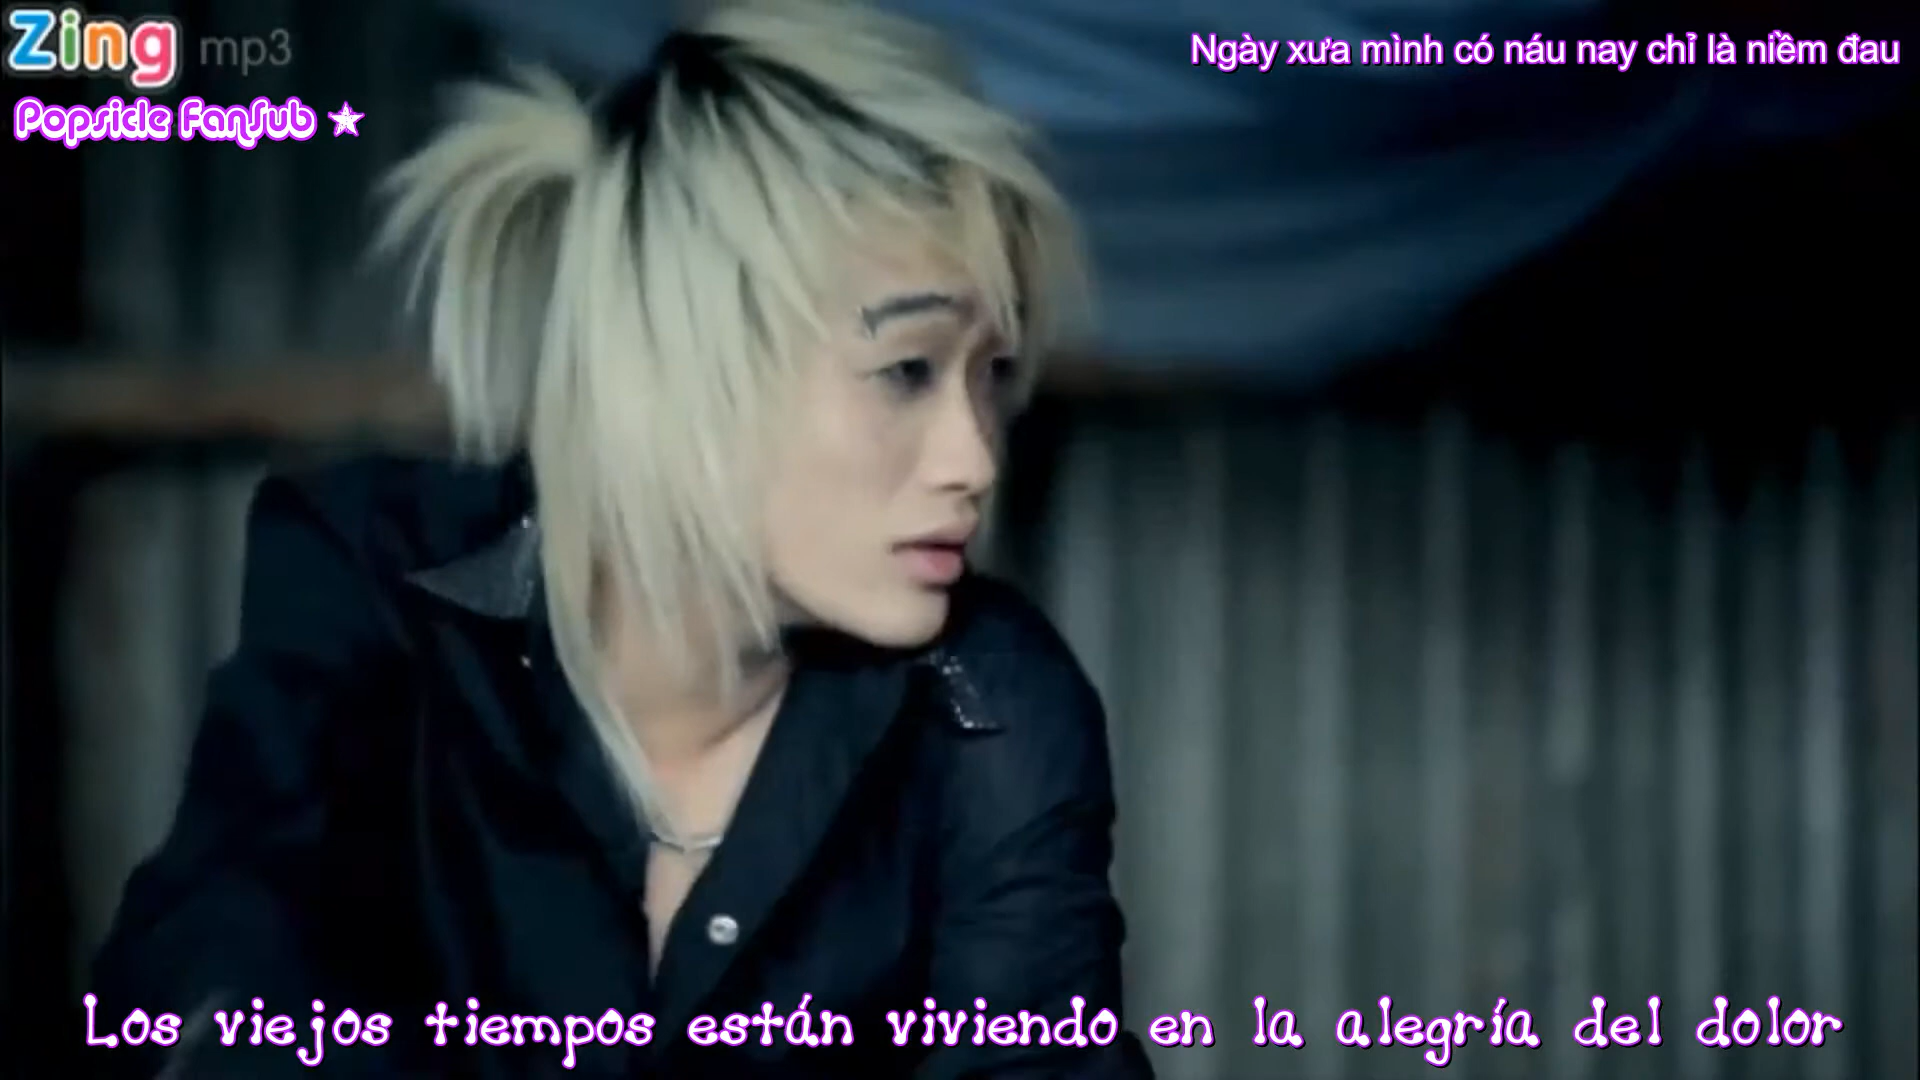 Zing mp3
Ngày xưa mình có náu nay chỉ là niềm đau
Popsicle Fansub ★
Los viejos tiempos están viviendo en la alegría del dolor